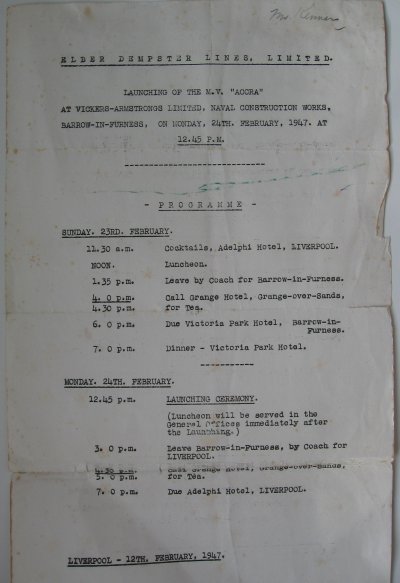 Mr. Kenner
ELDER DEMPSTER LINES, LIMITED.
LAUNCHING OF THE M.V. "ACCRA"
AT VICKERS-ARMSTRONGS LIMITED, NAVAL CONSTRUCTION WORKS,
BARROW-IN-FURNESS, ON MONDAY, 24TH. FEBRUARY, 1947. AT
12.45 P.M.
- PROGRAMME -
SUNDAY. 23RD. FEBRUARY.
11.30 a.m. Cocktails, Adelphi Hotel, LIVERPOOL.
NOON. Luncheon.
1.35 p.m. Leave by Coach for Barrow-in-Furness.
4. 0 p.m. Call Grange Hotel, Grange-over-Sands,
4.30 p.m. for Tea.
6. 0 p.m. Due Victoria Park Hotel, Barrow-in-
Furness.
7. 0 p.m. Dinner - Victoria Park Hotel.
MONDAY. 24TH. FEBRUARY.
12.45 p.m. LAUNCHING CEREMONY.
(Luncheon will be served in the
General Offices immediately after
the Launching.)
3. 0 p.m. Leave Barrow-in-Furness, by Coach for
LIVERPOOL.
4.30 p.m. Call Grange Hotel, Grange-over-Sands,
5. 0 p.m. for Tea.
7. 0 p.m. Due Adelphi Hotel, LIVERPOOL.
LIVERPOOL - 12TH. FEBRUARY, 1947.